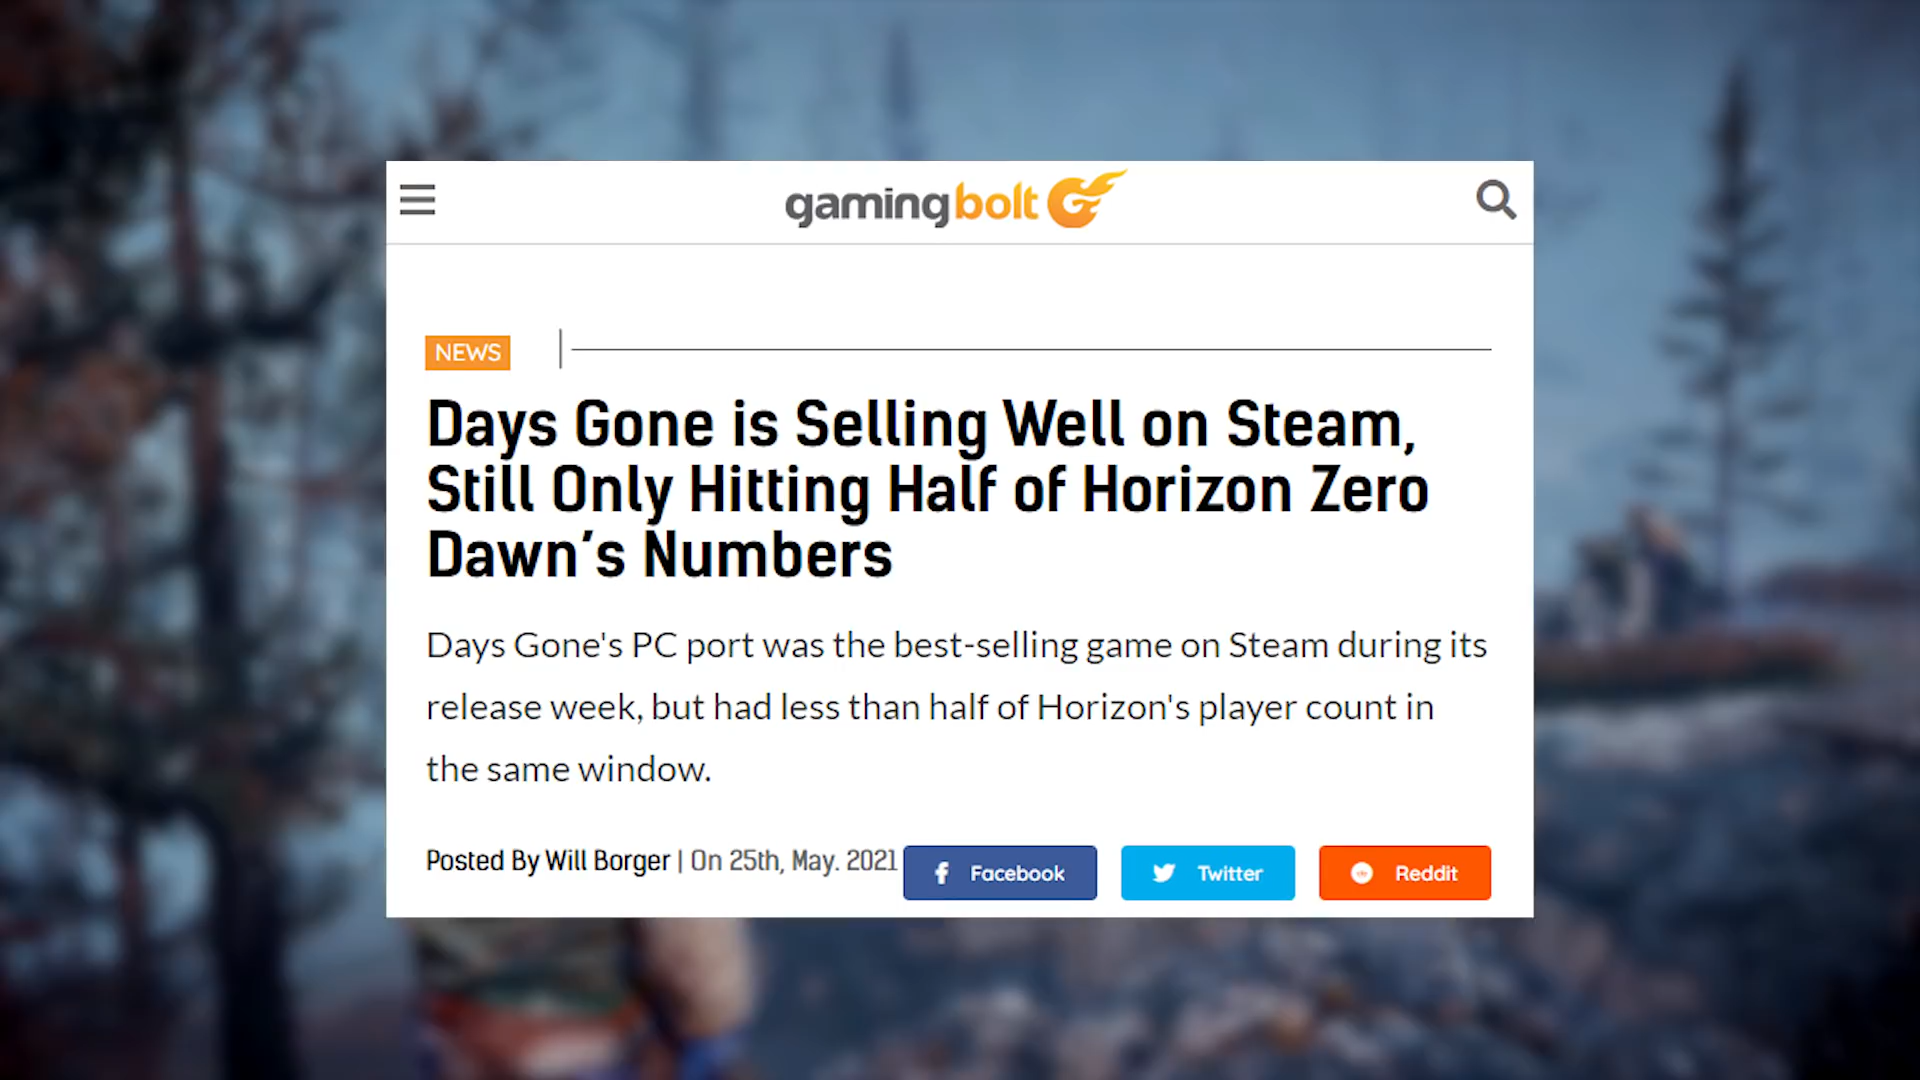 gamingbolt
NEWS
Days Gone is Selling Well on Steam,
Still Only Hitting Half of Horizon Zero
Dawn’s Numbers
Days Gone's PC port was the best-selling game on Steam during its
release week, but had less than half of Horizon's player count in
the same window.
Posted By Will Borger | On 25th, May. 2021
Facebook
Twitter
Reddit